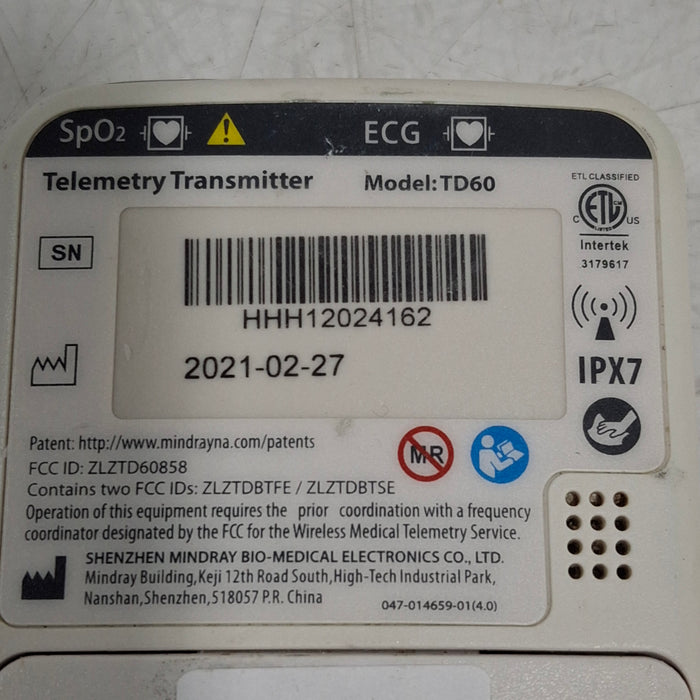 SpO2 ECG
Telemetry Transmitter Model: TD60
ETL CLASSIFIED
ETL CM
C US
LISTED
Intertek
3179617
SN
HHH12024162
2021-02-27
IPX7
MR
Patent: http://www.mindrayna.com/patents
FCC ID: ZLZTD60858
Contains two FCC IDs: ZLZTDBTFE / ZLZTDBTSE
Operation of this equipment requires the prior coordination with a frequency
coordinator designated by the FCC for the Wireless Medical Telemetry Service.
SHENZHEN MINDRAY BIO-MEDICAL ELECTRONICS CO., LTD.
Mindray Building,Keji 12th Road South,High-Tech Industrial Park,
Nanshan,Shenzhen,518057 P.R. China
047-014659-01(4.0)